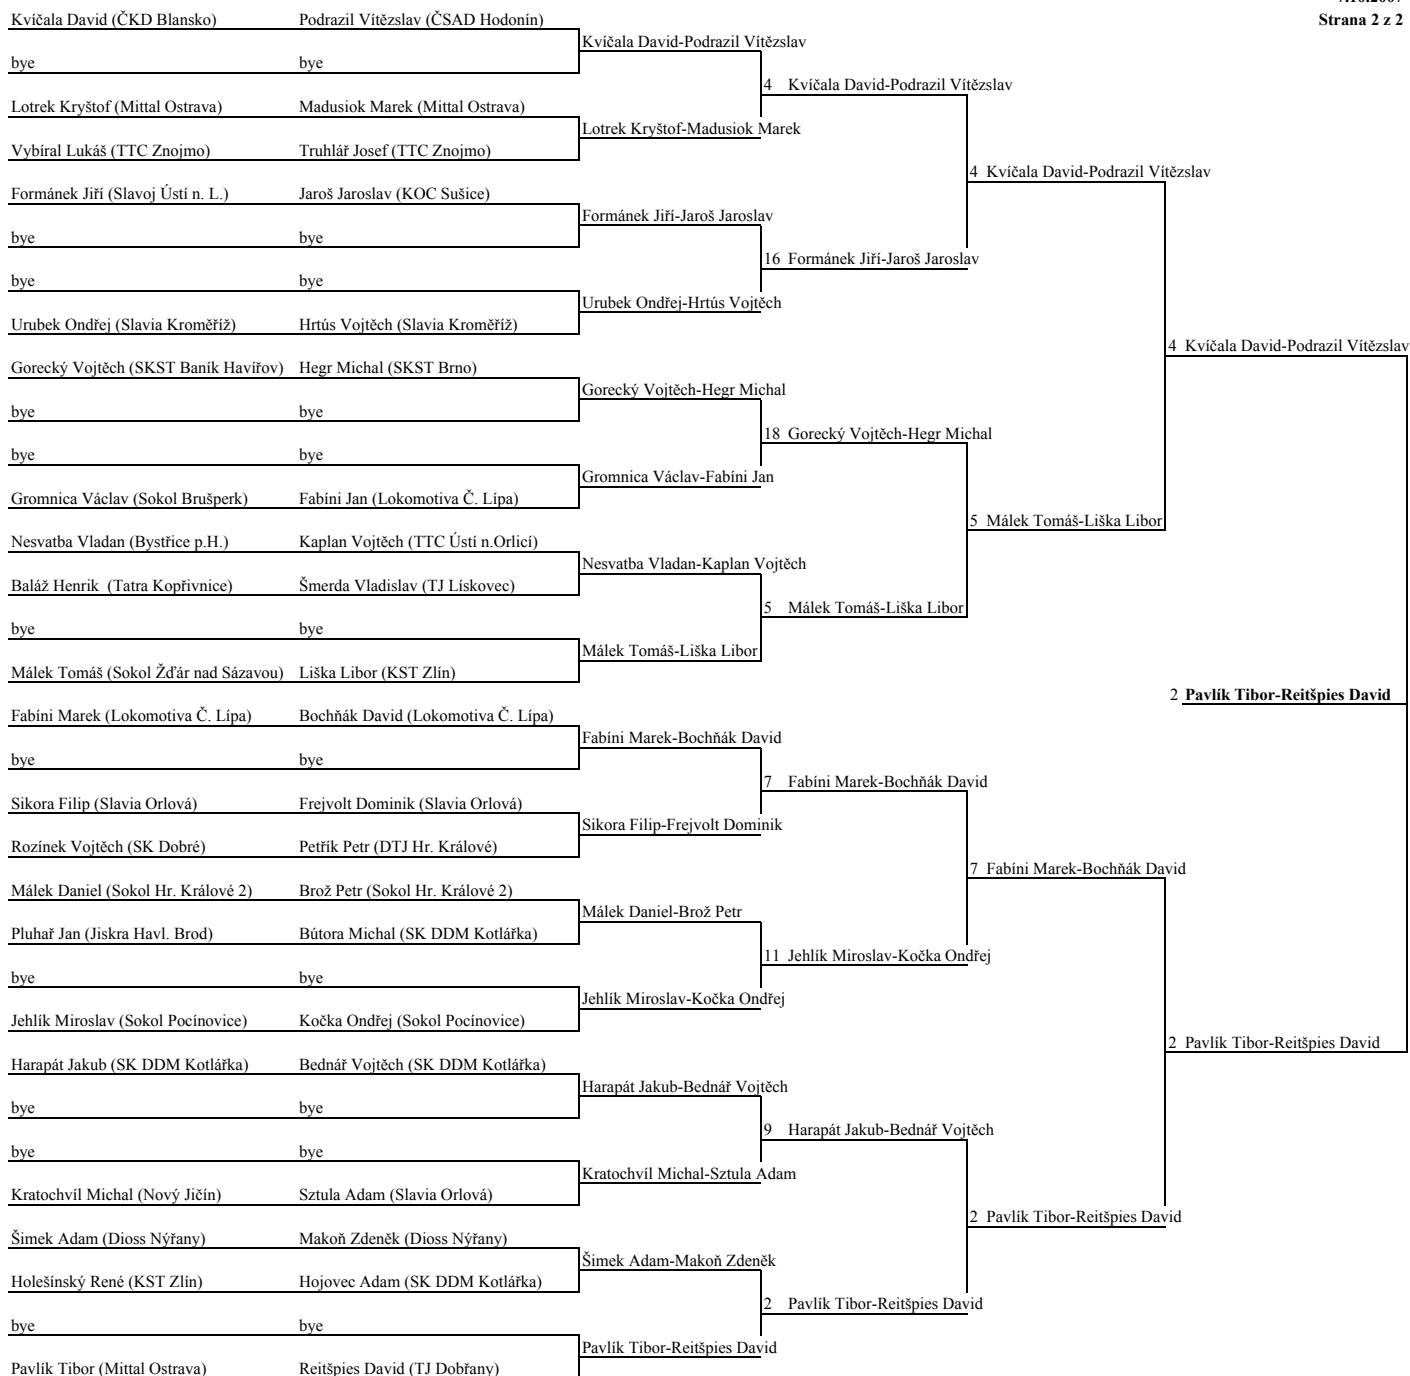 Strana 2 z 2
Kvíčala David (ČKD Blansko) Podrazil Vítězslav (ČSAD Hodonín)
Kvíčala David-Podrazil Vítězslav
bye bye
4 Kvíčala David-Podrazil Vítězslav
Lotrek Kryštof (Mittal Ostrava) Madusiok Marek (Mittal Ostrava)
Lotrek Kryštof-Madusiok Marek
Vybíral Lukáš (TTC Znojmo) Truhlář Josef (TTC Znojmo)
4 Kvíčala David-Podrazil Vítězslav
Formánek Jiří (Slavoj Ústí n. L.) Jaroš Jaroslav (KOC Sušice)
Formánek Jiří-Jaroš Jaroslav
bye bye
16 Formánek Jiří-Jaroš Jaroslav
bye bye
Urubek Ondřej-Hrtús Vojtěch
Urubek Ondřej (Slavia Kroměříž) Hrtús Vojtěch (Slavia Kroměříž)
4 Kvíčala David-Podrazil Vítězslav
Gorecký Vojtěch (SKST Baník Havířov) Hegr Michal (SKST Brno)
Gorecký Vojtěch-Hegr Michal
bye bye
18 Gorecký Vojtěch-Hegr Michal
bye bye
Gromnica Václav-Fabíni Jan
Gromnica Václav (Sokol Brušperk) Fabíni Jan (Lokomotiva Č. Lípa)
5 Málek Tomáš-Liška Libor
Nesvatba Vladan (Bystřice p.H.) Kaplan Vojtěch (TTC Ústí n.Orlicí)
Nesvatba Vladan-Kaplan Vojtěch
Baláž Henrik (Tatra Kopřivnice) Šmerda Vladislav (TJ Lískovec)
5 Málek Tomáš-Liška Libor
bye bye
Málek Tomáš-Liška Libor
Málek Tomáš (Sokol Žďár nad Sázavou) Liška Libor (KST Zlín)
2 Pavlík Tibor-Reitšpies David
Fabíni Marek (Lokomotiva Č. Lípa) Bochňák David (Lokomotiva Č. Lípa)
Fabíni Marek-Bochňák David
bye bye
7 Fabíni Marek-Bochňák David
Sikora Filip (Slavia Orlová) Frejvolt Dominik (Slavia Orlová)
Sikora Filip-Frejvolt Dominik
Rozínek Vojtěch (SK Dobré) Petřík Petr (DTJ Hr. Králové)
7 Fabíni Marek-Bochňák David
Málek Daniel (Sokol Hr. Králové 2) Brož Petr (Sokol Hr. Králové 2)
Málek Daniel-Brož Petr
Pluhař Jan (Jiskra Havl. Brod) Bútora Michal (SK DDM Kotlářka)
11 Jehlík Miroslav-Kočka Ondřej
bye bye
Jehlík Miroslav-Kočka Ondřej
Jehlík Miroslav (Sokol Pocínovice) Kočka Ondřej (Sokol Pocínovice)
2 Pavlík Tibor-Reitšpies David
Harapát Jakub (SK DDM Kotlářka) Bednář Vojtěch (SK DDM Kotlářka)
Harapát Jakub-Bednář Vojtěch
bye bye
9 Harapát Jakub-Bednář Vojtěch
bye bye
Kratochvíl Michal-Sztula Adam
Kratochvíl Michal (Nový Jičín) Sztula Adam (Slavia Orlová)
2 Pavlík Tibor-Reitšpies David
Šimek Adam (Dioss Nýřany) Makoň Zdeněk (Dioss Nýřany)
Šimek Adam-Makoň Zdeněk
Holešínský René (KST Zlín) Hojovec Adam (SK DDM Kotlářka)
2 Pavlík Tibor-Reitšpies David
bye bye
Pavlík Tibor-Reitšpies David
Pavlík Tibor (Mittal Ostrava) Reitšpies David (TJ Dobřany)